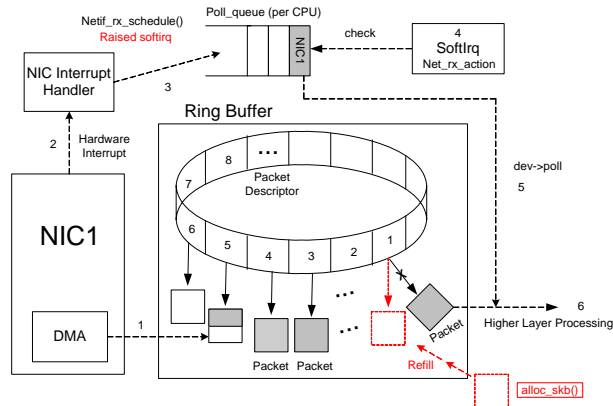 Netif_rx_schedule()
Raised softirq
Poll_queue (per CPU)
NIC1
check
4
SoftIrq
Net_rx_action
NIC Interrupt
Handler
3
2
Hardware
Interrupt
Ring Buffer
dev->poll
5
7
8
...
Packet
Descriptor
6
5
4
3
2
1
NIC1
DMA
1
...
...
Packet
Packet
Packet
6
Higher Layer Processing
Refill
alloc_skb()